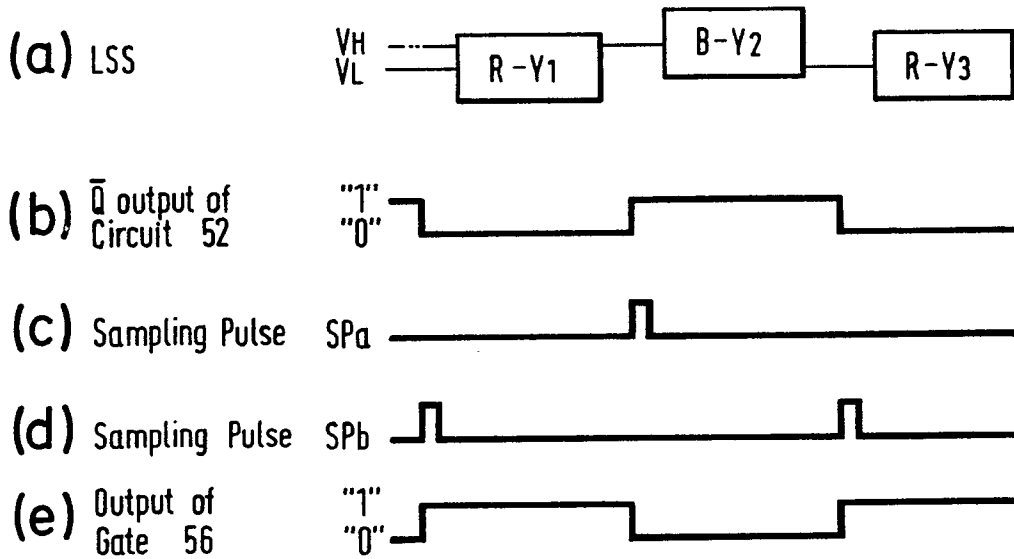 (a) LSS VH VL R-Y1 B-Y2 R-Y3
(b) Q̅ output of Circuit 52 "1" "0"
(c) Sampling Pulse SPa
(d) Sampling Pulse SPb
(e) Output of Gate 56 "1" "0"